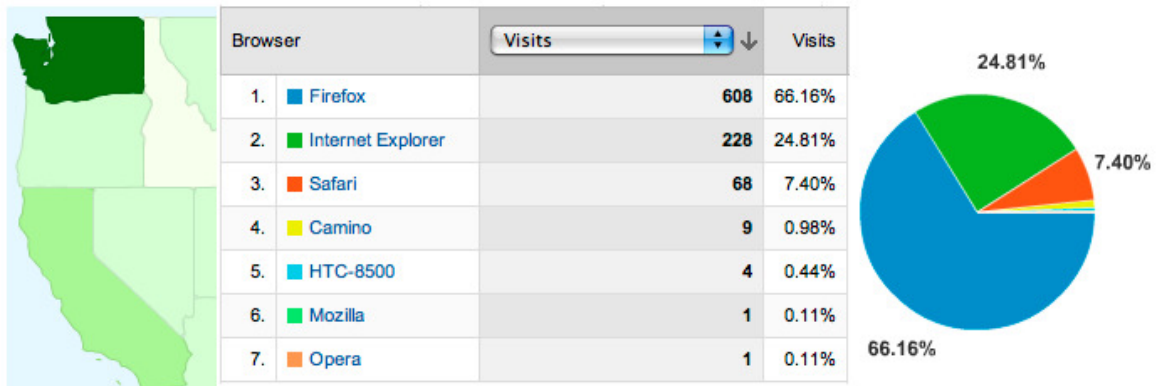 Browser Visits Visits
1. Firefox 608 66.16%
2. Internet Explorer 228 24.81%
3. Safari 68 7.40%
4. Camino 9 0.98%
5. HTC-8500 4 0.44%
6. Mozilla 1 0.11%
7. Opera 1 0.11%
24.81%
7.40%
66.16%